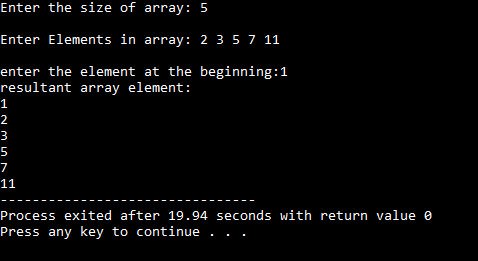 Enter the size of array: 5
Enter Elements in array: 2 3 5 7 11
enter the element at the beginning:1
resultant array element:
1
2
3
5
7
11
--------------------------------
Process exited after 19.94 seconds with return value 0
Press any key to continue . . .